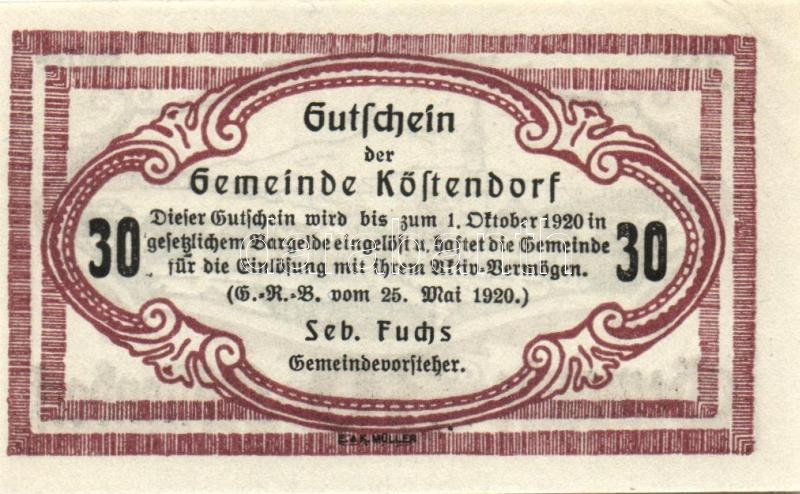 Gutſchein
der
Gemeinde Köſtendorf
30 Dieſer Gutſchein wird bis zum 1. Oktober 1920 in 30
geſetzlichem Bargelde eingelöſt u. haftet die Gemeinde
für die Einlöſung mit ihrem Aktiv-Vermögen.
(G.-R.-B. vom 25. Mai 1920.)
Seb. Fuchs
Gemeindevorſteher.
E. & K. MÜLLER